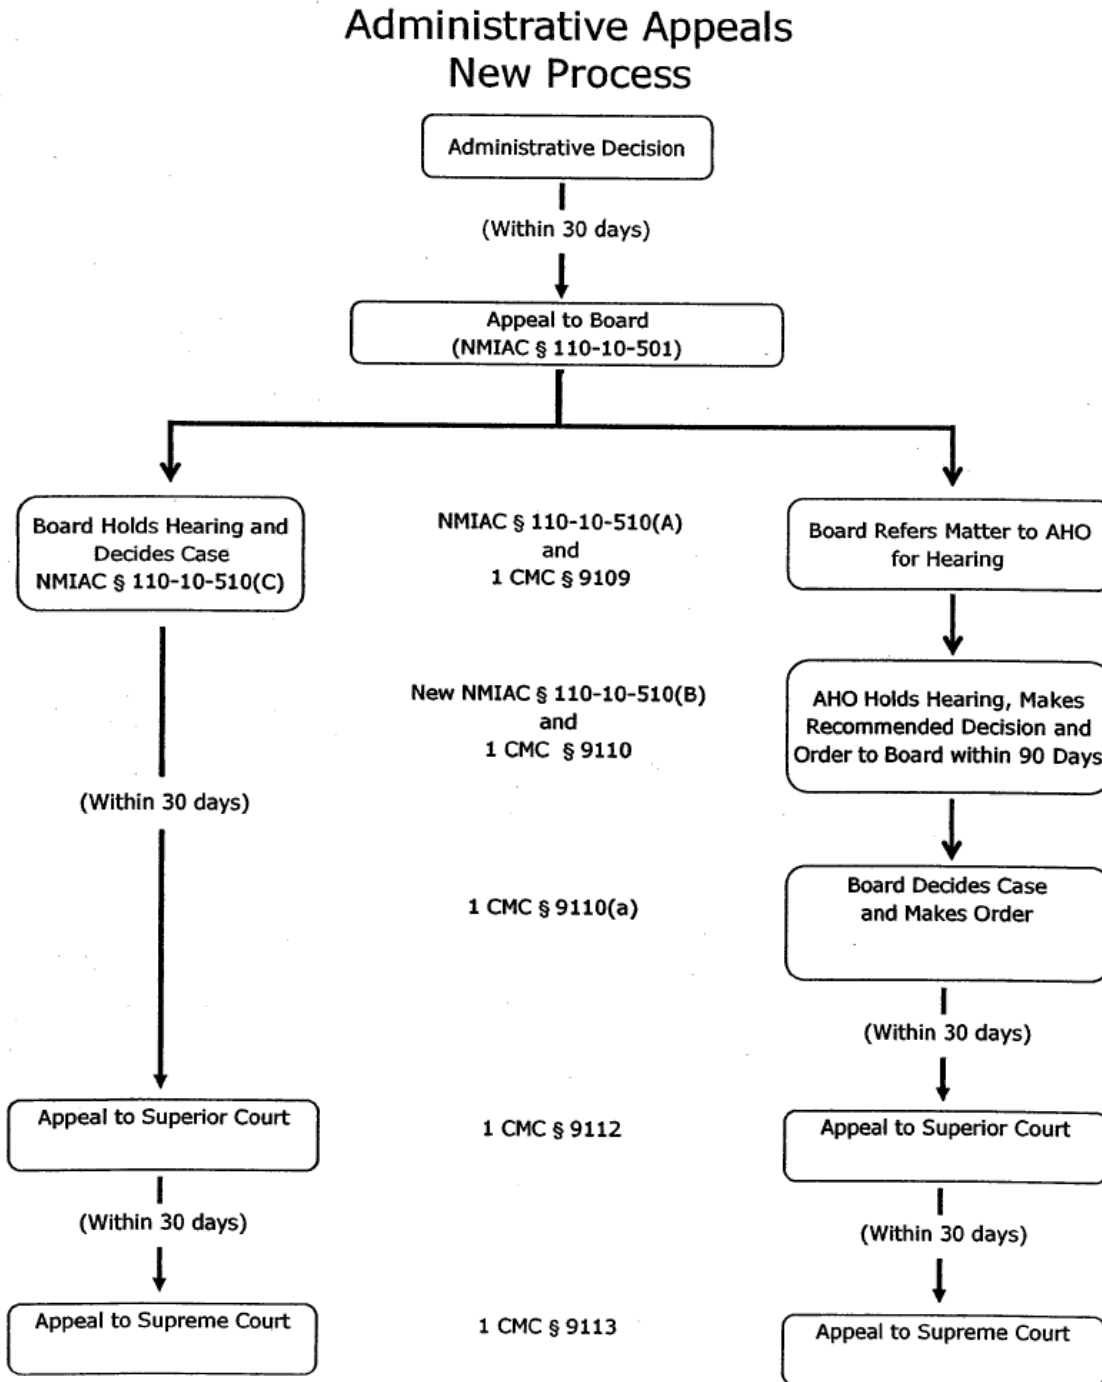 Administrative Appeals
New Process
Administrative Decision
(Within 30 days)
Appeal to Board
(NMIAC § 110-10-501)
Board Holds Hearing and
Decides Case
NMIAC § 110-10-510(C)
NMIAC § 110-10-510(A)
and
1 CMC § 9109
Board Refers Matter to AHO
for Hearing
New NMIAC § 110-10-510(B)
and
1 CMC § 9110
AHO Holds Hearing, Makes
Recommended Decision and
Order to Board within 90 Days
(Within 30 days)
1 CMC § 9110(a)
Board Decides Case
and Makes Order
(Within 30 days)
Appeal to Superior Court
1 CMC § 9112
Appeal to Superior Court
(Within 30 days)
(Within 30 days)
Appeal to Supreme Court
1 CMC § 9113
Appeal to Supreme Court